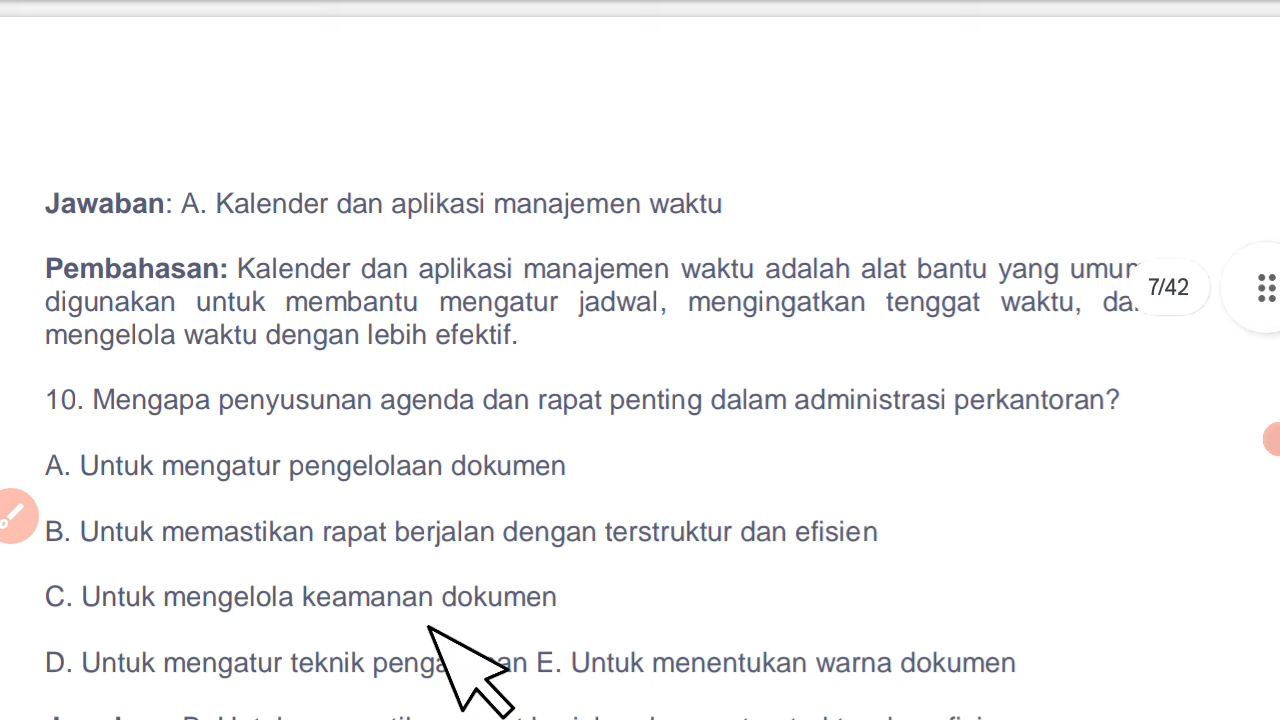 Jawaban: A. Kalender dan aplikasi manajemen waktu
Pembahasan: Kalender dan aplikasi manajemen waktu adalah alat bantu yang umum
7/42
digunakan untuk membantu mengatur jadwal, mengingatkan tenggat waktu, dan
mengelola waktu dengan lebih efektif.
10. Mengapa penyusunan agenda dan rapat penting dalam administrasi perkantoran?
A. Untuk mengatur pengelolaan dokumen
B. Untuk memastikan rapat berjalan dengan terstruktur dan efisien
C. Untuk mengelola keamanan dokumen
D. Untuk mengatur teknik E. Untuk menentukan warna dokumen